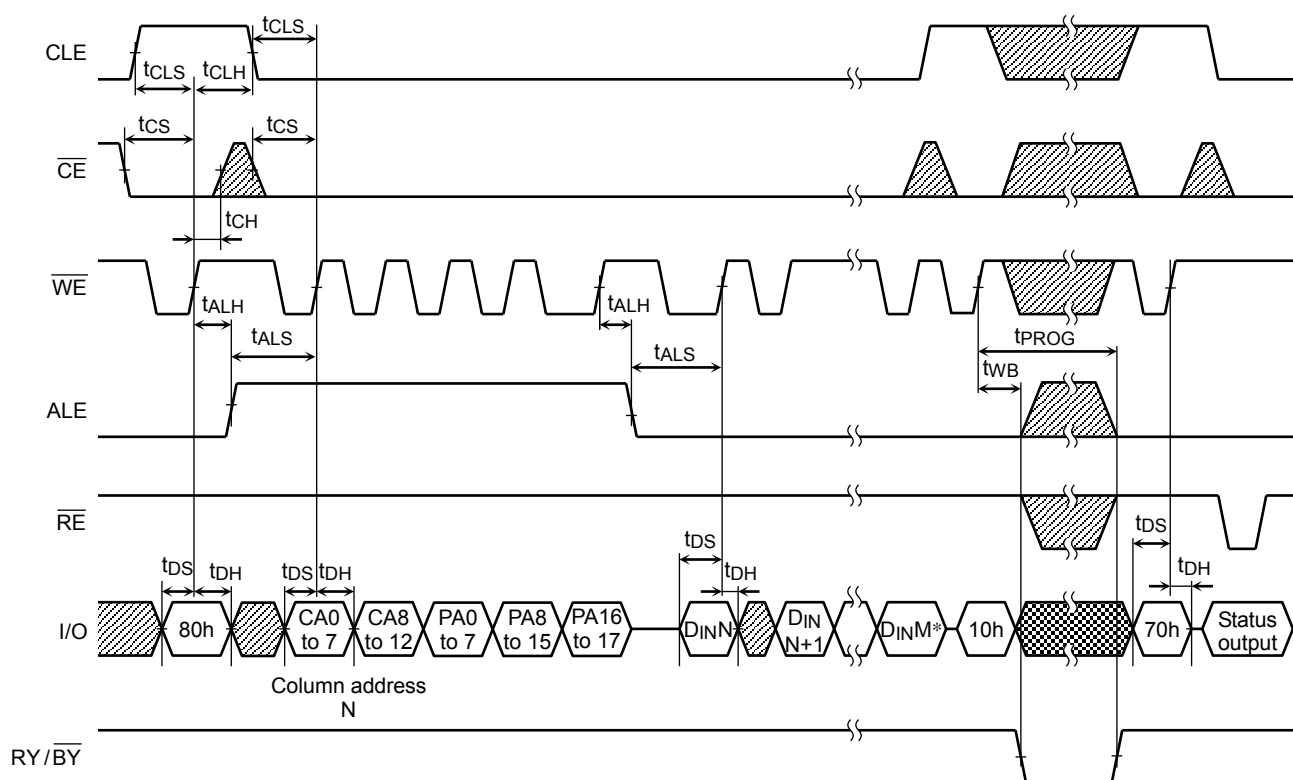 tCLS
CLE
tCLS tCLH
tCS tCS
CE
tCH
WE
tALH tALH
tALS tALS
tPROG
tWB
ALE
RE
tDS tDS
tDS tDH tDS tDH tDH tDH
I/O
80h
CA0
to 7
CA8
to 12
PA0
to 7
PA8
to 15
PA16
to 17
DINN
DIN
N+1
DINM*
10h
70h
Status
output
Column address
N
RY/BY